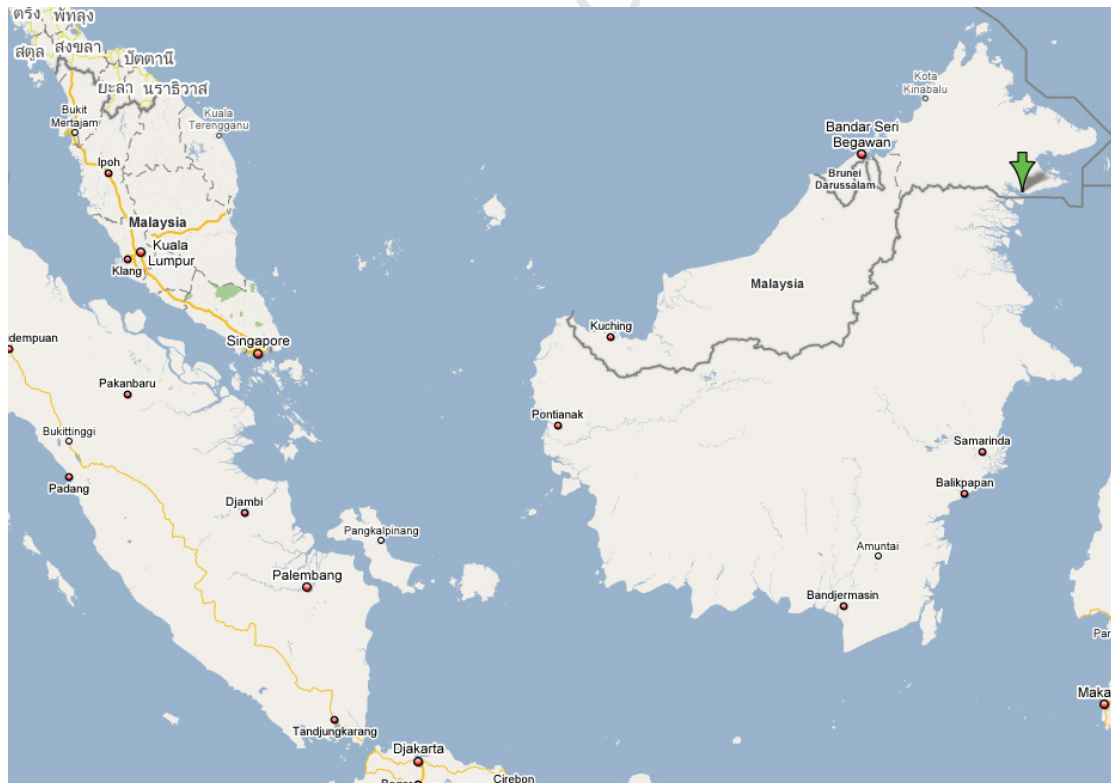 ตรัง
พัทลุง
สตูล
สงขลา
ปัตตานี
ยะลา
นราธิวาส
Kota
Kinabalu
Bukit
Mertajam
Kuala
Terengganu
Bandar Seri
Begawan
Ipoh
Brunei
Darussalam
Malaysia
Kuala
Lumpur
Klang
Malaysia
Kuching
Singapore
dempuan
Pakanbaru
Pontianak
Bukittinggi
Samarinda
Padang
Balikpapan
Djambi
Pangkalpinang
Amuntai
Palembang
Bandjermasin
Par
Maka
Tandjungkarang
Djakarta
Cirebon